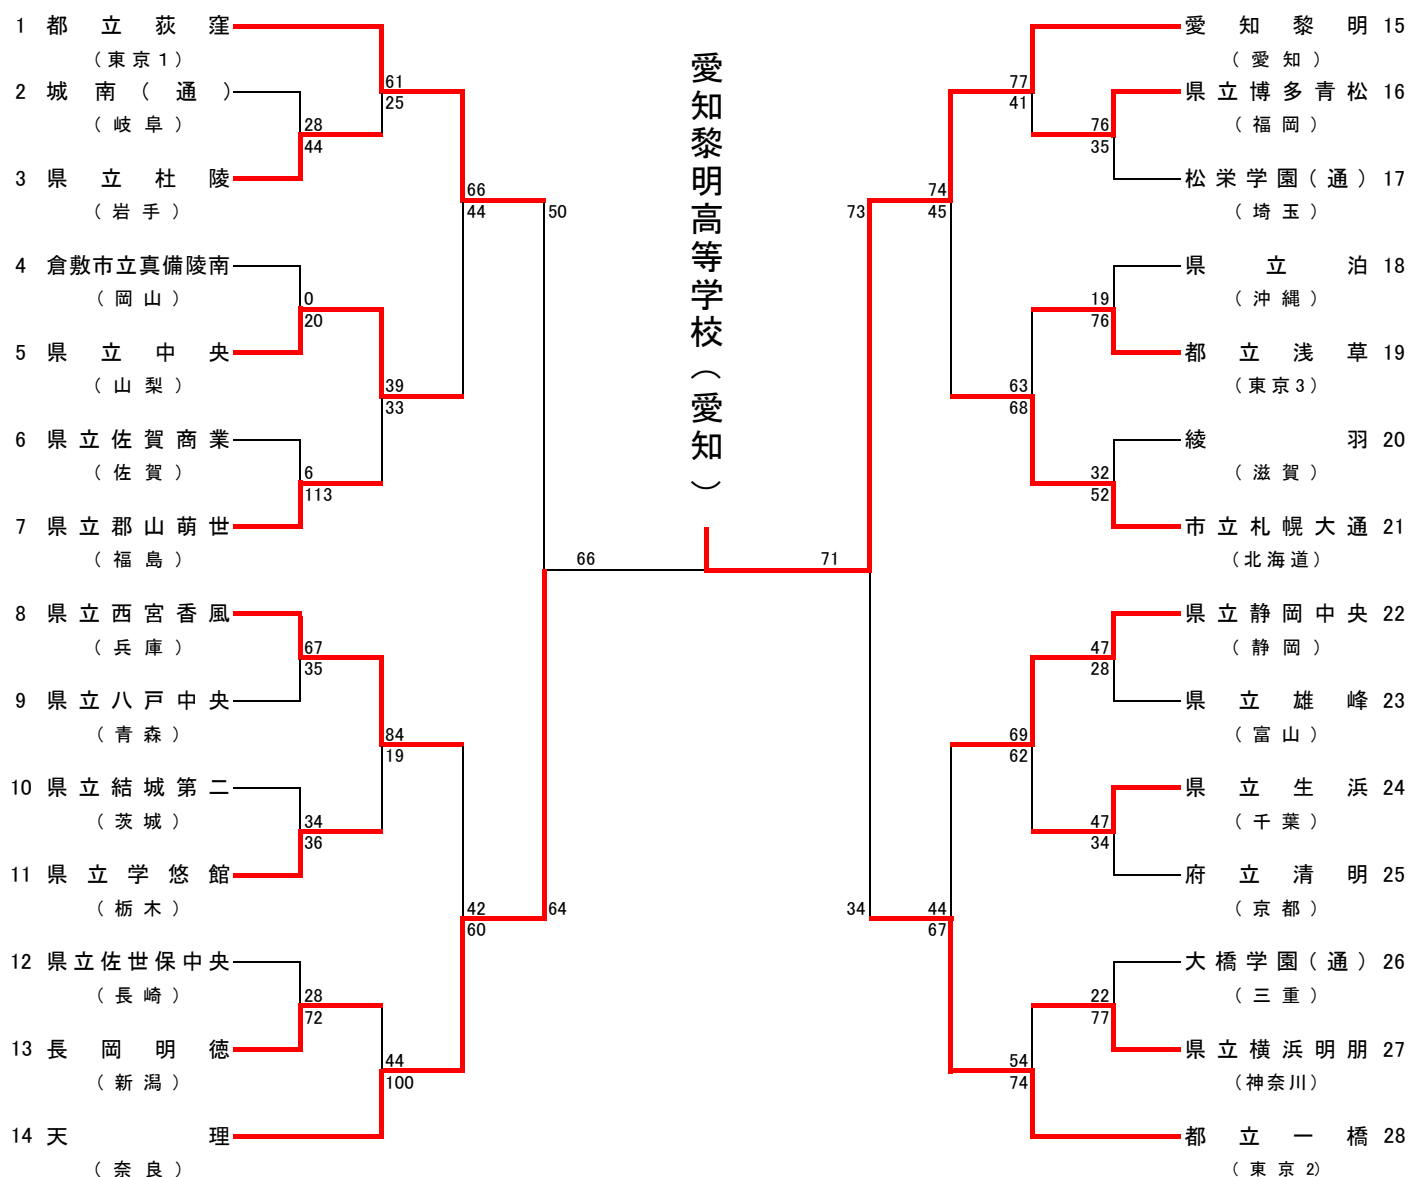 1 都立荻窪
(東京1)
61
25
2 城南(通)
(岐阜)
28
44
3 県立杜陵
(岩手)
66
44
50
4 倉敷市立真備陵南
(岡山)
0
20
5 県立中央
(山梨)
39
33
6 県立佐賀商業
(佐賀)
6
113
7 県立郡山萌世
(福島)
66
8 県立西宮香風
(兵庫)
67
35
9 県立八戸中央
(青森)
84
19
10 県立結城第二
(茨城)
34
36
11 県立学悠館
(栃木)
42
60
64
12 県立佐世保中央
(長崎)
28
72
13 長岡明徳
(新潟)
44
100
14 天理
(奈良)
愛知黎明高等学校(愛知)
愛知黎明 15
(愛知)
77
41
県立博多青松 16
(福岡)
76
35
松栄学園(通) 17
(埼玉)
74
45
73
県立泊 18
(沖縄)
19
76
都立浅草 19
(東京3)
63
68
綾羽 20
(滋賀)
32
52
市立札幌大通 21
(北海道)
71
県立静岡中央 22
(静岡)
47
28
県立雄峰 23
(富山)
69
62
県立生浜 24
(千葉)
47
34
府立清明 25
(京都)
34
44
67
大橋学園(通) 26
(三重)
22
77
県立横浜明朋 27
(神奈川)
54
74
都立一橋 28
(東京2)